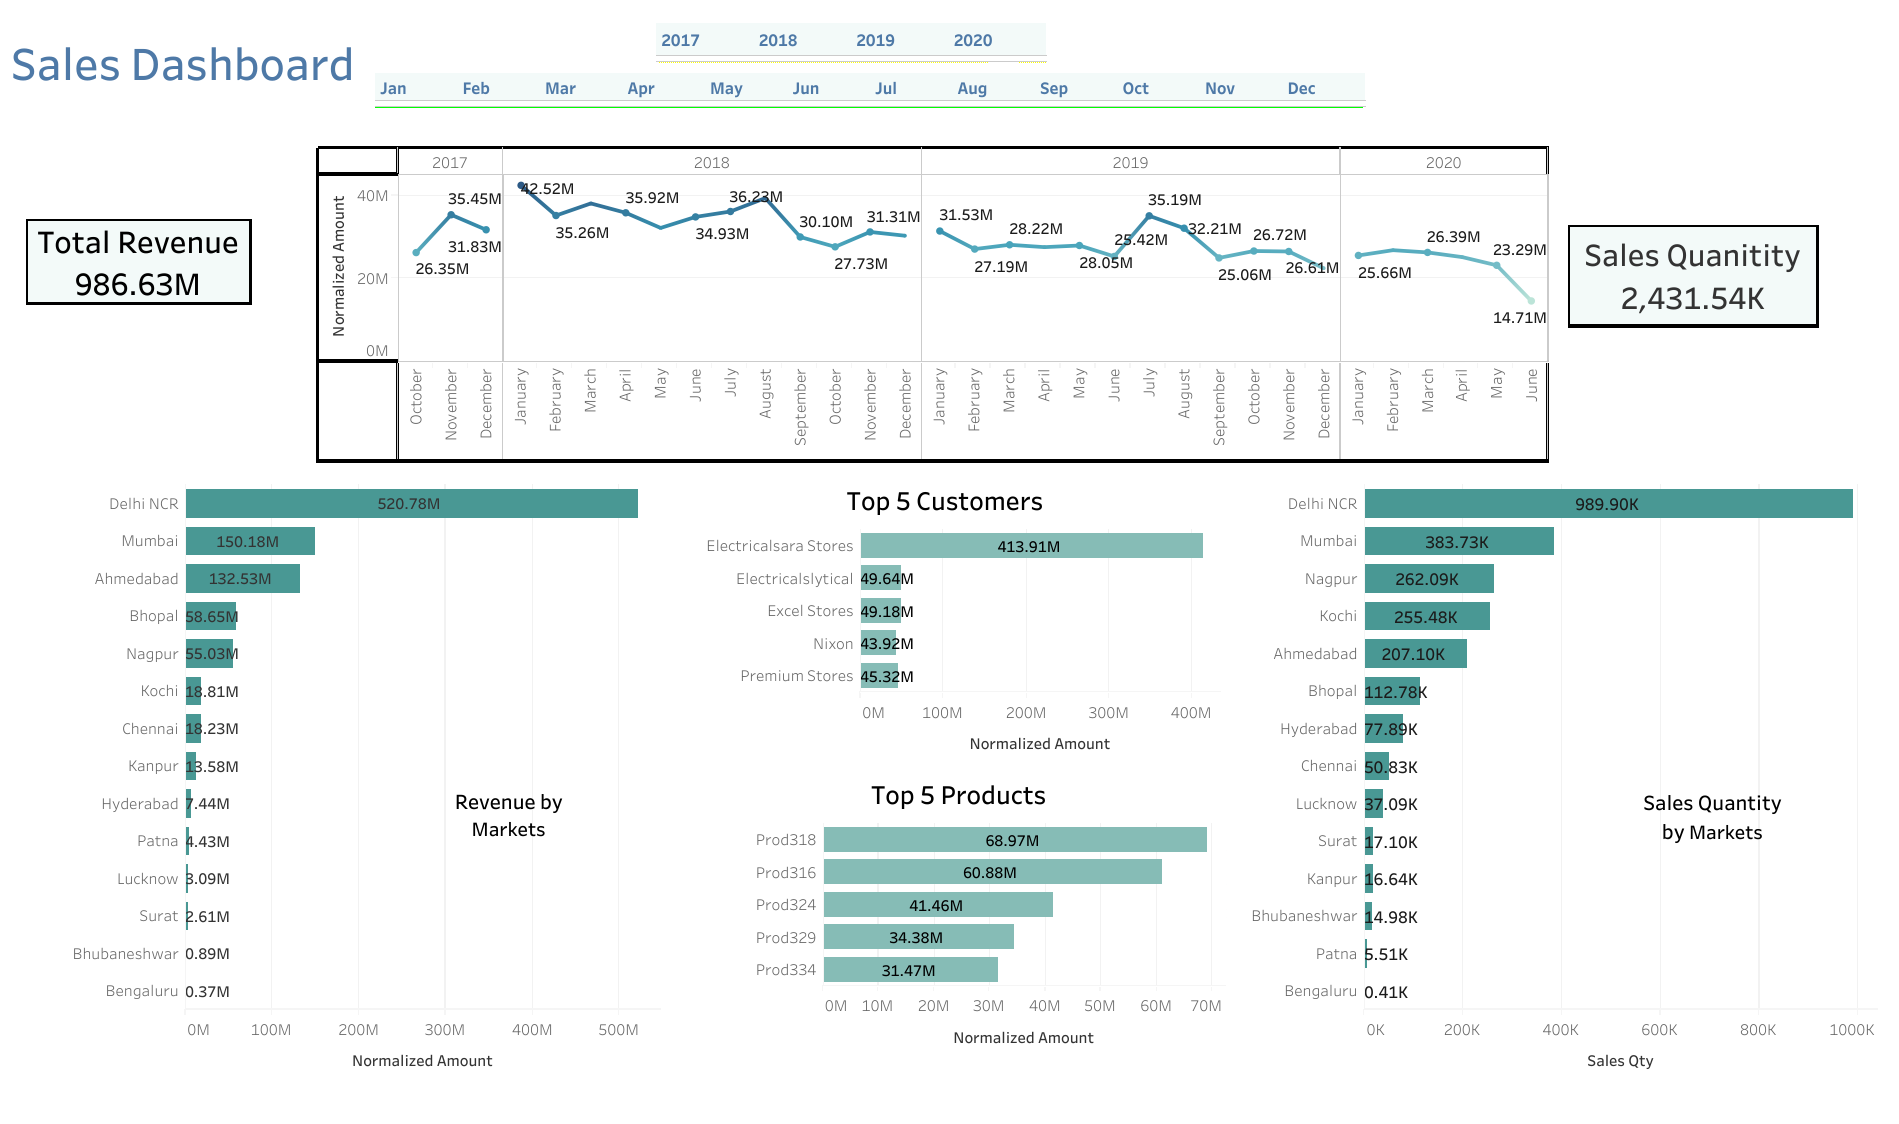 Sales Dashboard
2017 2018 2019 2020
Jan Feb Mar Apr May Jun Jul Aug Sep Oct Nov Dec
Total Revenue
986.63M
2017 2018 2019 2020
Normalized Amount
40M
20M
0M
26.35M
35.45M
31.83M
42.52M
35.26M
35.92M
34.93M
36.23M
30.10M
27.73M
31.31M
31.53M
27.19M
28.22M
28.05M
25.42M
35.19M
32.21M
25.06M
26.72M
26.61M
25.66M
26.39M
23.29M
14.71M
October November December January February March April May June July August September October November December January February March April May June July August September October November December January February March April May June
Sales Quanitity
2,431.54K
Delhi NCR 520.78M
Mumbai 150.18M
Ahmedabad 132.53M
Bhopal 58.65M
Nagpur 55.03M
Kochi 18.81M
Chennai 18.23M
Kanpur 13.58M
Hyderabad 7.44M
Patna 4.43M
Lucknow 3.09M
Surat 2.61M
Bhubaneshwar 0.89M
Bengaluru 0.37M
0M 100M 200M 300M 400M 500M
Normalized Amount
Revenue by
Markets
Top 5 Customers
Electricalsara Stores 413.91M
Electricalslytical 49.64M
Excel Stores 49.18M
Nixon 43.92M
Premium Stores 45.32M
0M 100M 200M 300M 400M
Normalized Amount
Top 5 Products
Prod318 68.97M
Prod316 60.88M
Prod324 41.46M
Prod329 34.38M
Prod334 31.47M
0M 10M 20M 30M 40M 50M 60M 70M
Normalized Amount
Delhi NCR 989.90K
Mumbai 383.73K
Nagpur 262.09K
Kochi 255.48K
Ahmedabad 207.10K
Bhopal 112.78K
Hyderabad 77.89K
Chennai 50.83K
Lucknow 37.09K
Surat 17.10K
Kanpur 16.64K
Bhubaneshwar 14.98K
Patna 5.51K
Bengaluru 0.41K
0K 200K 400K 600K 800K 1000K
Sales Qty
Sales Quantity
by Markets